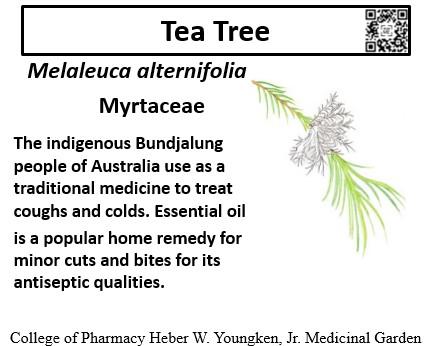 Tea Tree
Melaleuca alternifolia
Myrtaceae
The indigenous Bundjalung
people of Australia use as a
traditional medicine to treat
coughs and colds. Essential oil
is a popular home remedy for
minor cuts and bites for its
antiseptic qualities.
College of Pharmacy Heber W. Youngken, Jr. Medicinal Garden